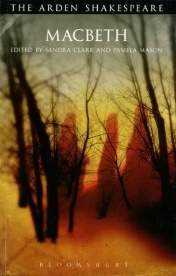 THE ARDEN SHAKESPEARE
MACBETH
EDITED BY SANDRA CLARK AND PAMELA MASON
BLOOMSBURY